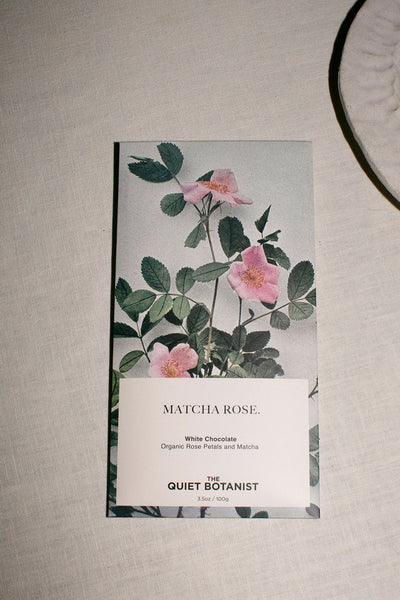 MATCHA ROSE.
White Chocolate
Organic Rose Petals and Matcha
THE
QUIET BOTANIST
3.5oz / 100g